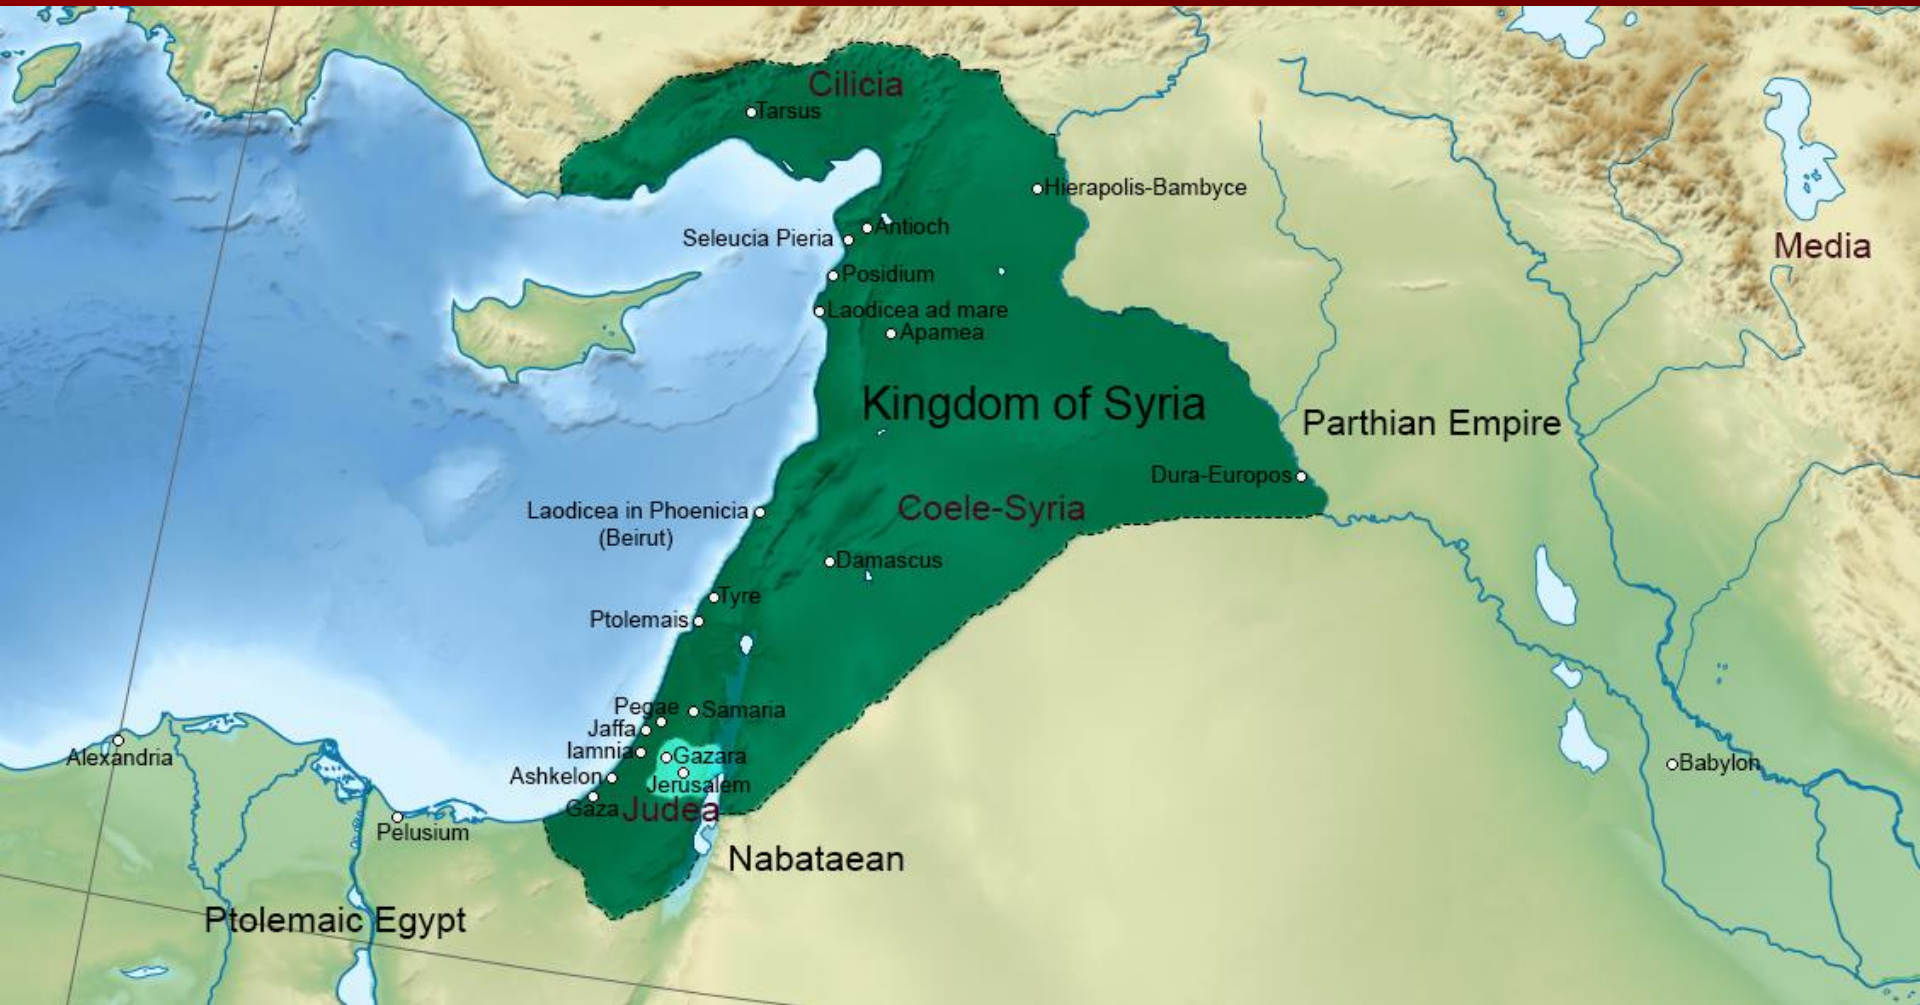 Cilicia
Tarsus
Hierapolis-Bambyce
Antioch
Seleucia Pieria
Media
Posidium
Laodicea ad mare
Apamea
Kingdom of Syria
Parthian Empire
Dura-Europos
Coele-Syria
Laodicea in Phoenicia
(Beirut)
Damascus
Tyre
Ptolemais
Pegae
Samaria
Jaffa
Iamnia
Gazara
Alexandria
Babylon
Ashkelon
Jerusalem
Gaza
Judea
Pelusium
Nabataean
Ptolemaic Egypt